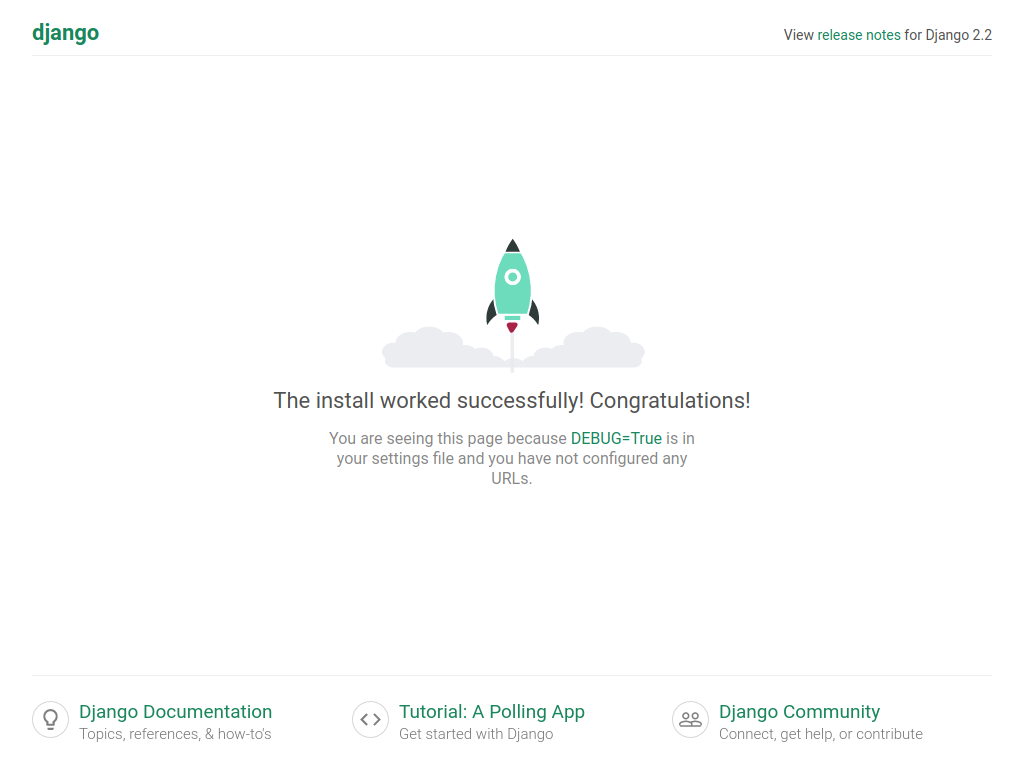 django
View release notes for Django 2.2
The install worked successfully! Congratulations!
You are seeing this page because DEBUG=True is in
your settings file and you have not configured any
URLs.
Django Documentation
Topics, references, & how-to's
Tutorial: A Polling App
Get started with Django
Django Community
Connect, get help, or contribute